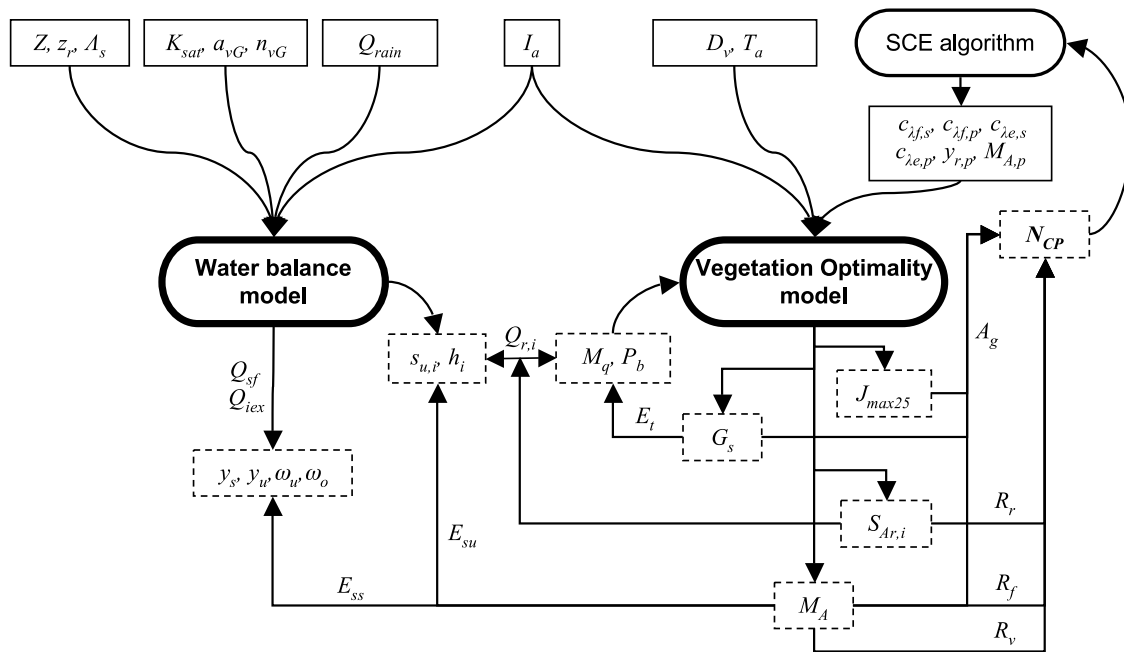 Z, z_r, Λ_s
K_sat, a_vG, n_vG
Q_rain
I_a
D_v, T_a
SCE algorithm
c_λf,s, c_λf,p, c_λe,s
c_λe,p, y_r,p, M_A,p
Water balance
model
Vegetation Optimality
model
N_CP
Q_r,i
s_u,i, h_i
M_q, P_b
A_g
Q_sf
Q_iex
J_max25
E_t
G_s
y_s, y_u, ω_u, ω_o
S_Ar,i
R_r
E_su
E_ss
M_A
R_f
R_v